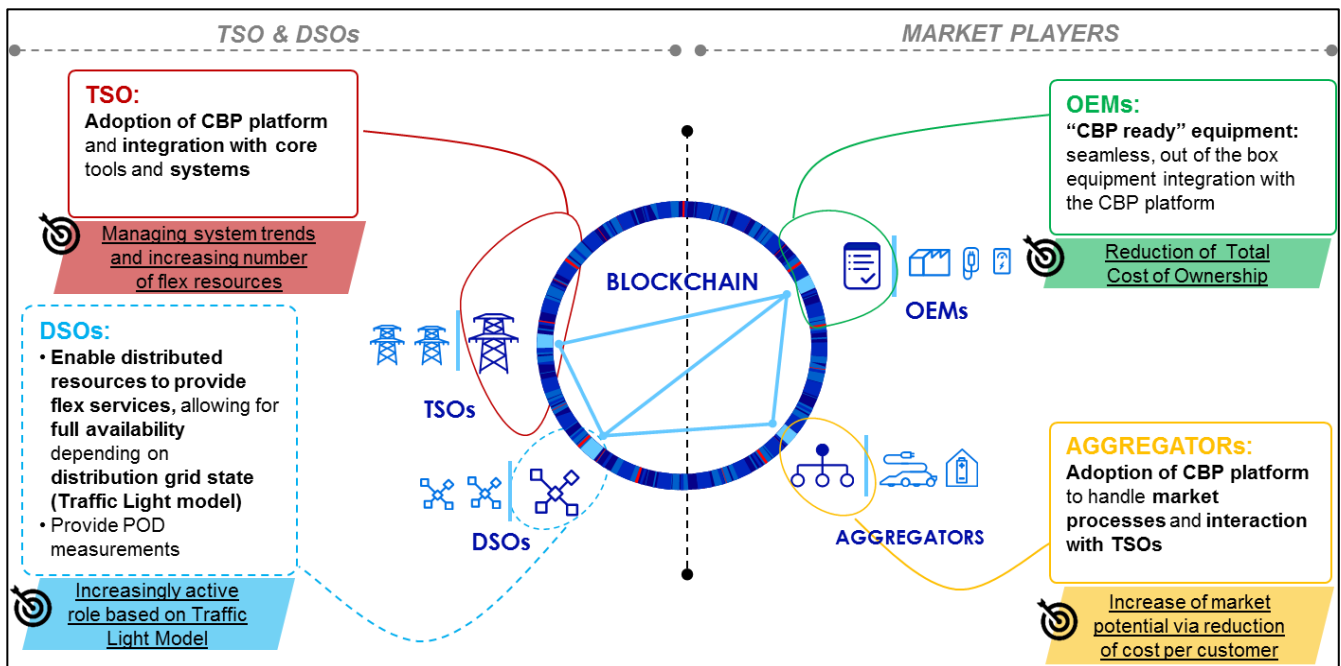 TSO & DSOs
MARKET PLAYERS
TSO:
Adoption of CBP platform
and integration with core
tools and systems
Managing system trends
and increasing number
of flex resources
DSOs:
• Enable distributed
resources to provide
flex services, allowing for
full availability
depending on
distribution grid state
(Traffic Light model)
• Provide POD
measurements
Increasingly active
role based on Traffic
Light Model
BLOCKCHAIN
TSOs
DSOs
OEMs
AGGREGATORS
OEMs:
“CBP ready” equipment:
seamless, out of the box
equipment integration with
the CBP platform
Reduction of Total
Cost of Ownership
AGGREGATORs:
Adoption of CBP platform
to handle market
processes and interaction
with TSOs
Increase of market
potential via reduction
of cost per customer